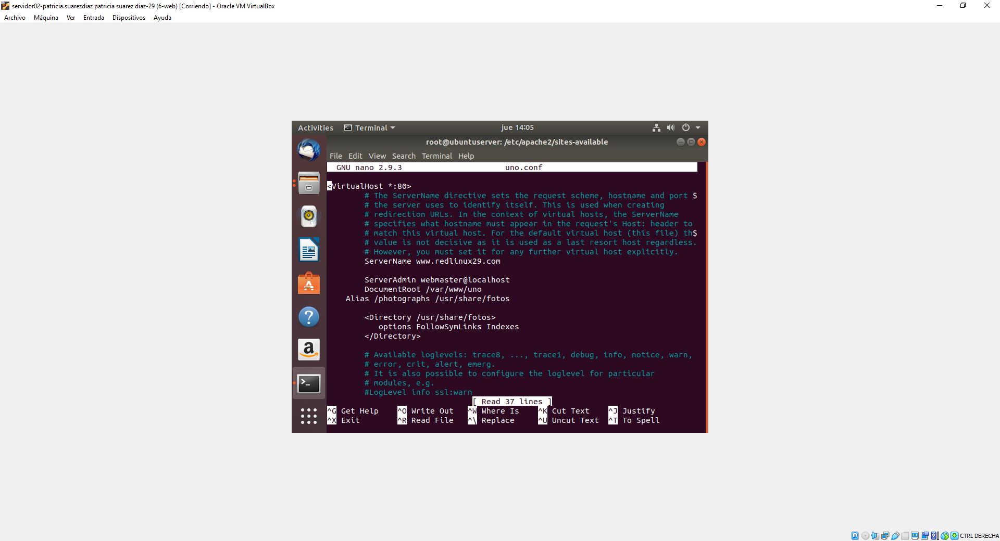 servidor02-patricia.suarezdiaz patricia suarez diaz-29 (6-web) [Corriendo] - Oracle VM VirtualBox
Archivo Máquina Ver Entrada Dispositivos Ayuda
Activities Terminal jue 14:05
root@ubuntuserver: /etc/apache2/sites-available
File Edit View Search Terminal Help
GNU nano 2.9.3 uno.conf
<VirtualHost *:80>
# The ServerName directive sets the request scheme, hostname and port $
# the server uses to identify itself. This is used when creating
# redirection URLs. In the context of virtual hosts, the ServerName
# specifies what hostname must appear in the request's Host: header to
# match this virtual host. For the default virtual host (this file) th$
# value is not decisive as it is used as a last resort host regardless.
# However, you must set it for any further virtual host explicitly.
ServerName www.redlinux29.com
ServerAdmin webmaster@localhost
DocumentRoot /var/www/uno
Alias /photographs /usr/share/fotos
<Directory /usr/share/fotos>
options FollowSymLinks Indexes
</Directory>
# Available loglevels: trace8, ..., trace1, debug, info, notice, warn,
# error, crit, alert, emerg.
# It is also possible to configure the loglevel for particular
# modules, e.g.
#LogLevel info ssl:warn
[ Read 37 lines ]
^G Get Help ^O Write Out ^W Where Is ^K Cut Text ^J Justify
^X Exit ^R Read File ^\ Replace ^U Uncut Text ^T To Spell
CTRL DERECHA